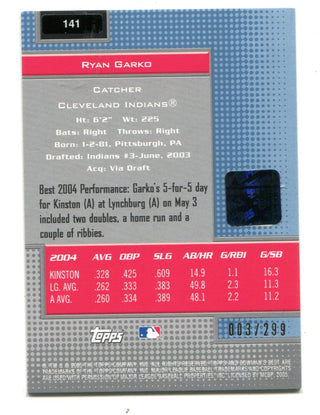 141
RYAN GARKO
CATCHER
CLEVELAND INDIANS®
Ht: 6'2" Wt: 225
Bats: Right Throws: Right
Born: 1-2-81, Pittsburgh, PA
Drafted: Indians #3-June, 2003
Acq: Via Draft
Best 2004 Performance: Garko's 5-for-5 day
for Kinston (A) at Lynchburg (A) on May 3
included two doubles, a home run and a
couple of ribbies.
2004 AVG OBP SLG AB/HR G/RBI G/SB
KINSTON .328 .425 .609 14.9 1.1 16.3
LG. AVG. .262 .333 .383 49.8 2.3 11.3
A AVG. .260 .334 .389 48.1 2.2 11.2
003/299
Topps